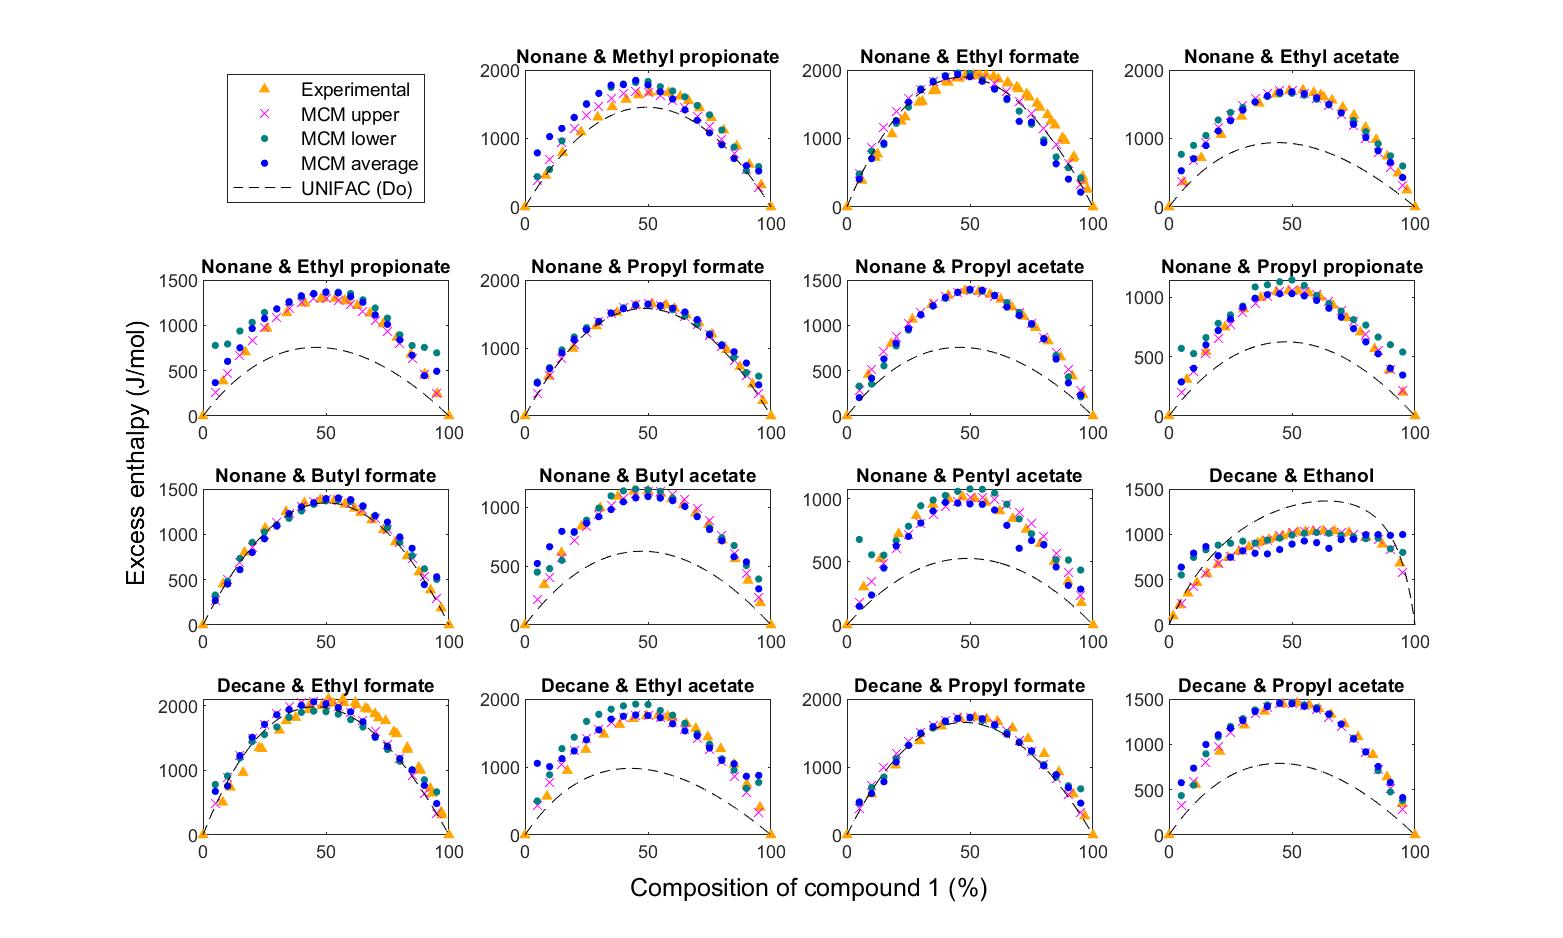 Experimental
MCM upper
MCM lower
MCM average
UNIFAC (Do)
Nonane & Methyl propionate
2000
1000
0
0 50 100
Nonane & Ethyl formate
2000
1000
0
0 50 100
Nonane & Ethyl acetate
2000
1000
0
0 50 100
Nonane & Ethyl propionate
1500
1000
500
0
0 50 100
Nonane & Propyl formate
2000
1000
0
0 50 100
Nonane & Propyl acetate
1500
1000
500
0
0 50 100
Nonane & Propyl propionate
1000
500
0
0 50 100
Nonane & Butyl formate
1500
1000
500
0
0 50 100
Nonane & Butyl acetate
1000
500
0
0 50 100
Nonane & Pentyl acetate
1000
500
0
0 50 100
Decane & Ethanol
1500
1000
500
0
0 50 100
Decane & Ethyl formate
2000
1000
0
0 50 100
Decane & Ethyl acetate
2000
1000
0
0 50 100
Decane & Propyl formate
2000
1000
0
0 50 100
Decane & Propyl acetate
1500
1000
500
0
0 50 100
Excess enthalpy (J/mol)
Composition of compound 1 (%)